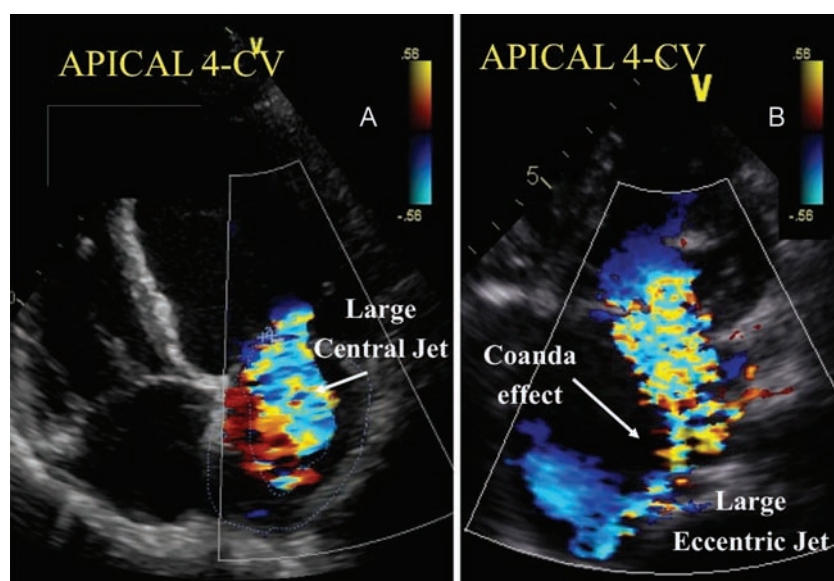 APICAL 4-CV
V
.56
A
-.56
Large
Central Jet
APICAL 4-CV
V
.56
B
5
-.56
Coanda
effect
Large
Eccentric Jet